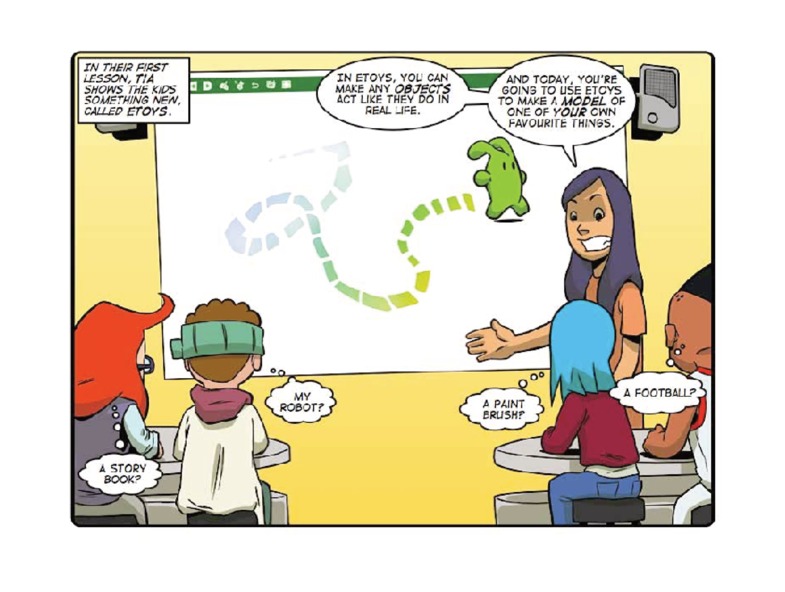 IN THEIR FIRST
LESSON, TIA
SHOWS THE KIDS
SOMETHING NEW,
CALLED ETOYS.
IN ETOYS, YOU CAN
MAKE ANY OBJECTS
ACT LIKE THEY DO IN
REAL LIFE.
AND TODAY, YOU'RE
GOING TO USE ETOYS
TO MAKE A MODEL OF
ONE OF YOUR OWN
FAVOURITE THINGS.
A STORY
BOOK?
MY
ROBOT?
A PAINT
BRUSH?
A FOOTBALL?